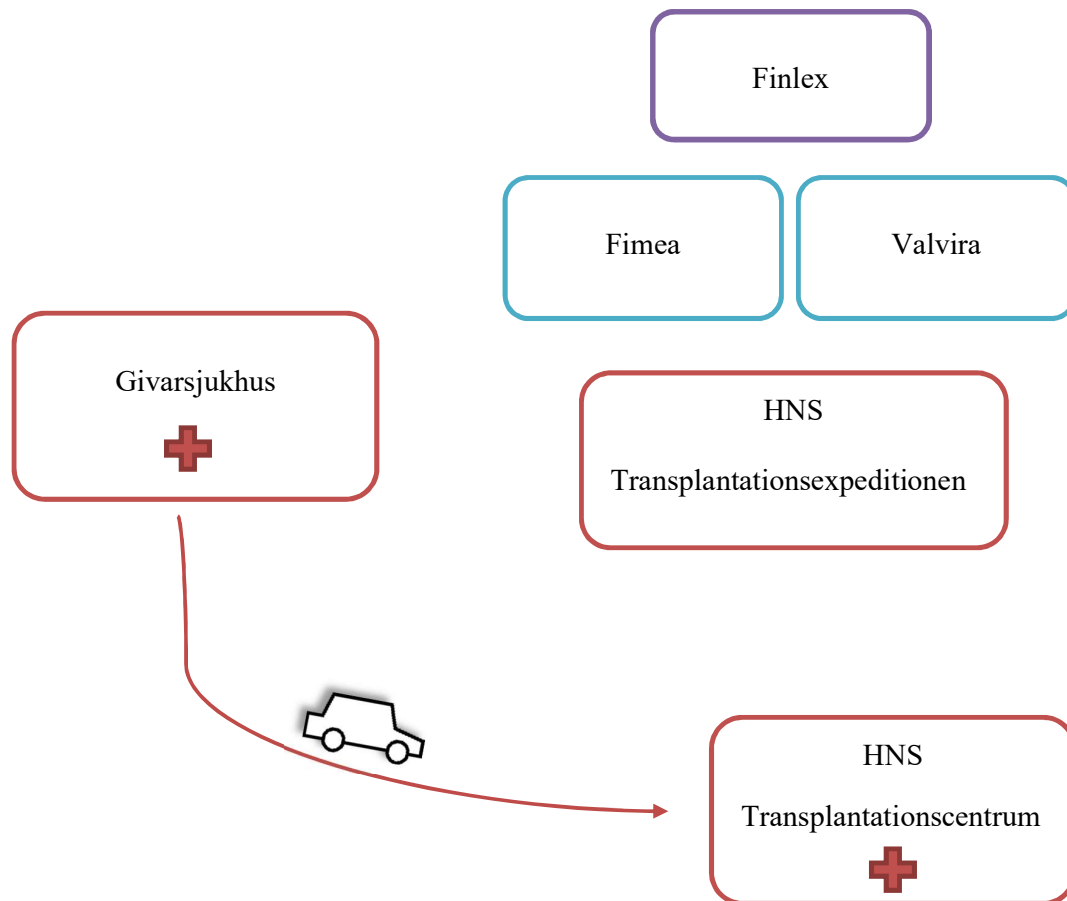 Finlex
Fimea
Valvira
Givarsjukhus
HNS
Transplantationsexpeditionen
HNS
Transplantationscentrum